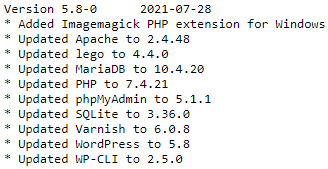 Version 5.8-0      2021-07-28
* Added Imagemagick PHP extension for Windows
* Updated Apache to 2.4.48
* Updated lego to 4.4.0
* Updated MariaDB to 10.4.20
* Updated PHP to 7.4.21
* Updated phpMyAdmin to 5.1.1
* Updated SQLite to 3.36.0
* Updated Varnish to 6.0.8
* Updated WordPress to 5.8
* Updated WP-CLI to 2.5.0